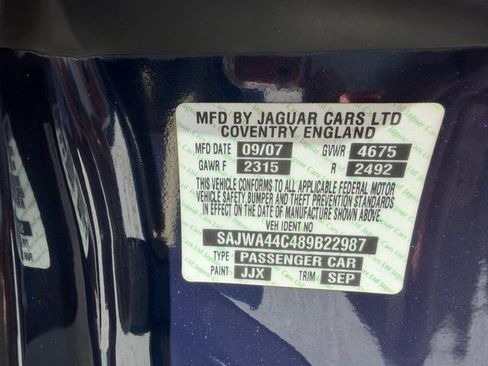 MFD BY JAGUAR CARS LTD
COVENTRY ENGLAND
MFD DATE 09/07 GVWR 4675
GAWR F 2315 R 2492
THIS VEHICLE CONFORMS TO ALL APPLICABLE FEDERAL MOTOR
VEHICLE SAFETY, BUMPER AND THEFT PREVENTION STANDARDS
IN EFFECT ON DATE OF MANUFACTURE SHOWN ABOVE.
VEH IDENT NO
SAJWA44C489B22987
TYPE PASSENGER CAR
PAINT JJX TRIM SEP